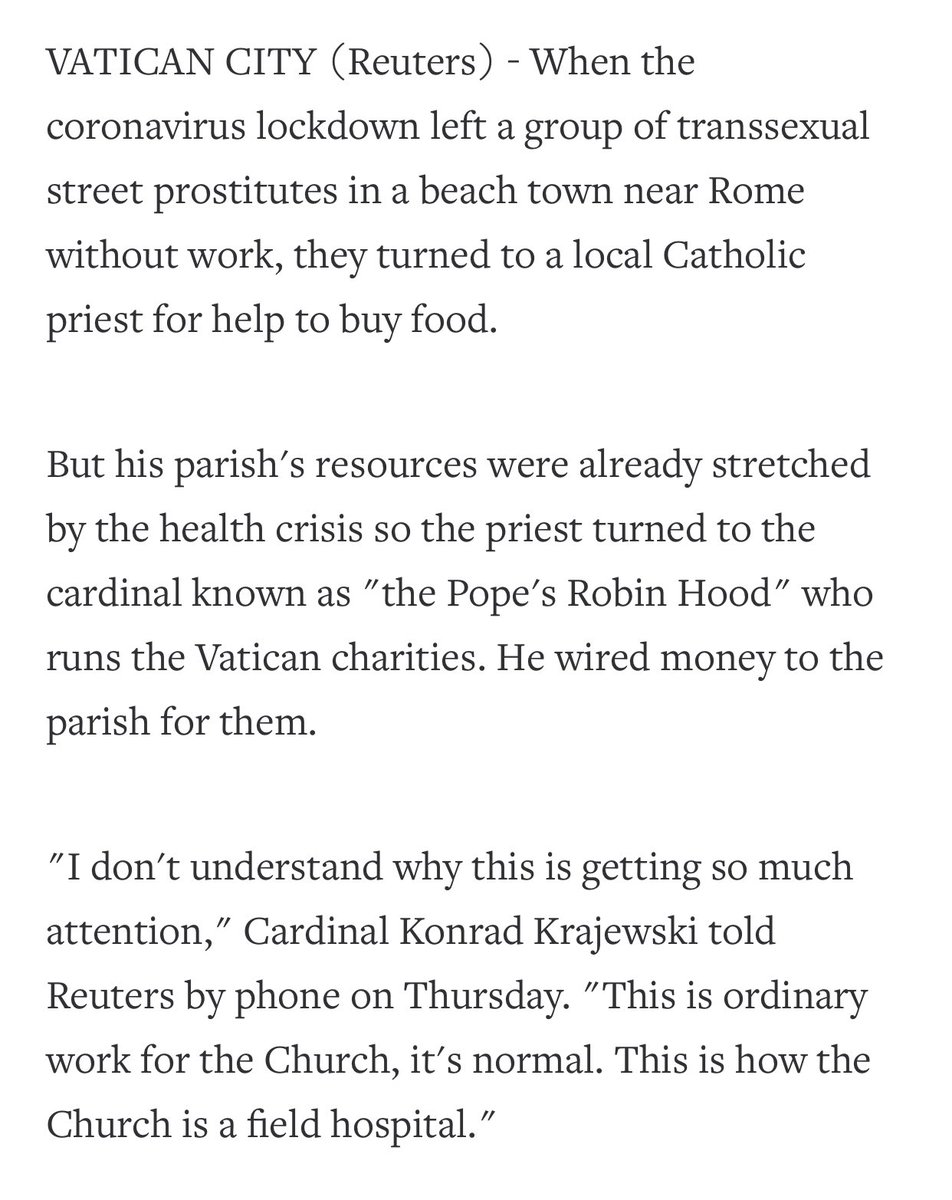 VATICAN CITY (Reuters) - When the
coronavirus lockdown left a group of transsexual
street prostitutes in a beach town near Rome
without work, they turned to a local Catholic
priest for help to buy food.
But his parish's resources were already stretched
by the health crisis so the priest turned to the
cardinal known as "the Pope's Robin Hood" who
runs the Vatican charities. He wired money to the
parish for them.
"I don't understand why this is getting so much
attention," Cardinal Konrad Krajewski told
Reuters by phone on Thursday. "This is ordinary
work for the Church, it's normal. This is how the
Church is a field hospital."